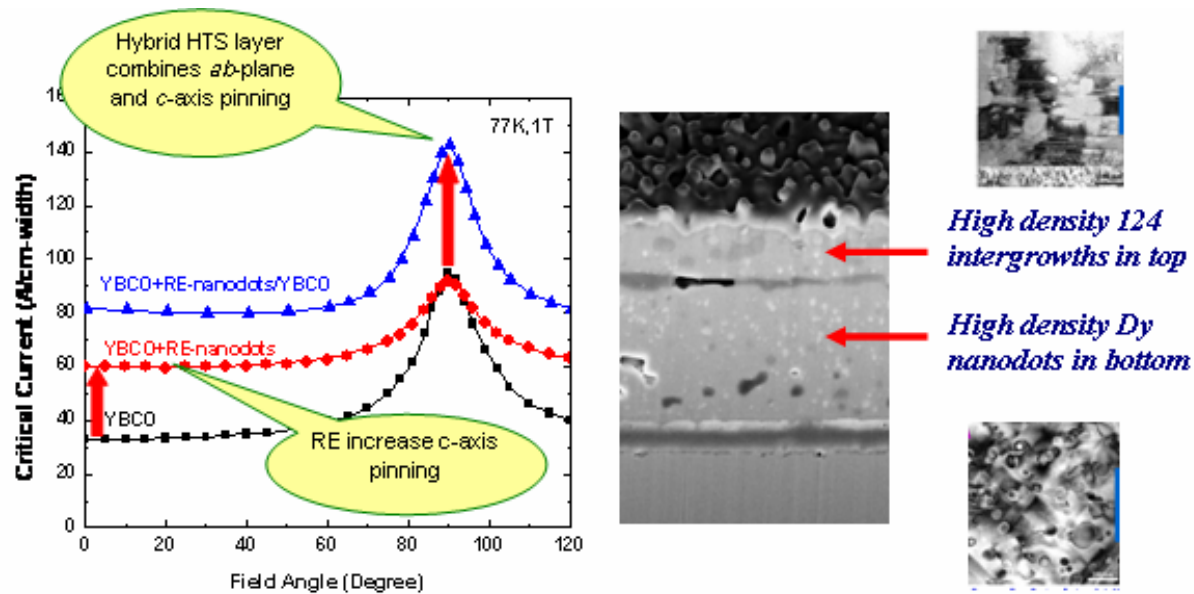 Hybrid HTS layer
combines ab-plane
and c-axis pinning
77K,1T
140
120
100
80
60
40
20
0
Critical Current (A/cm-width)
YBCO+RE-nanodots/YBCO
YBCO+RE-nanodots
YBCO
RE increase c-axis
pinning
0 20 40 60 80 100 120
Field Angle (Degree)
High density 124
intergrowths in top
High density Dy
nanodots in bottom